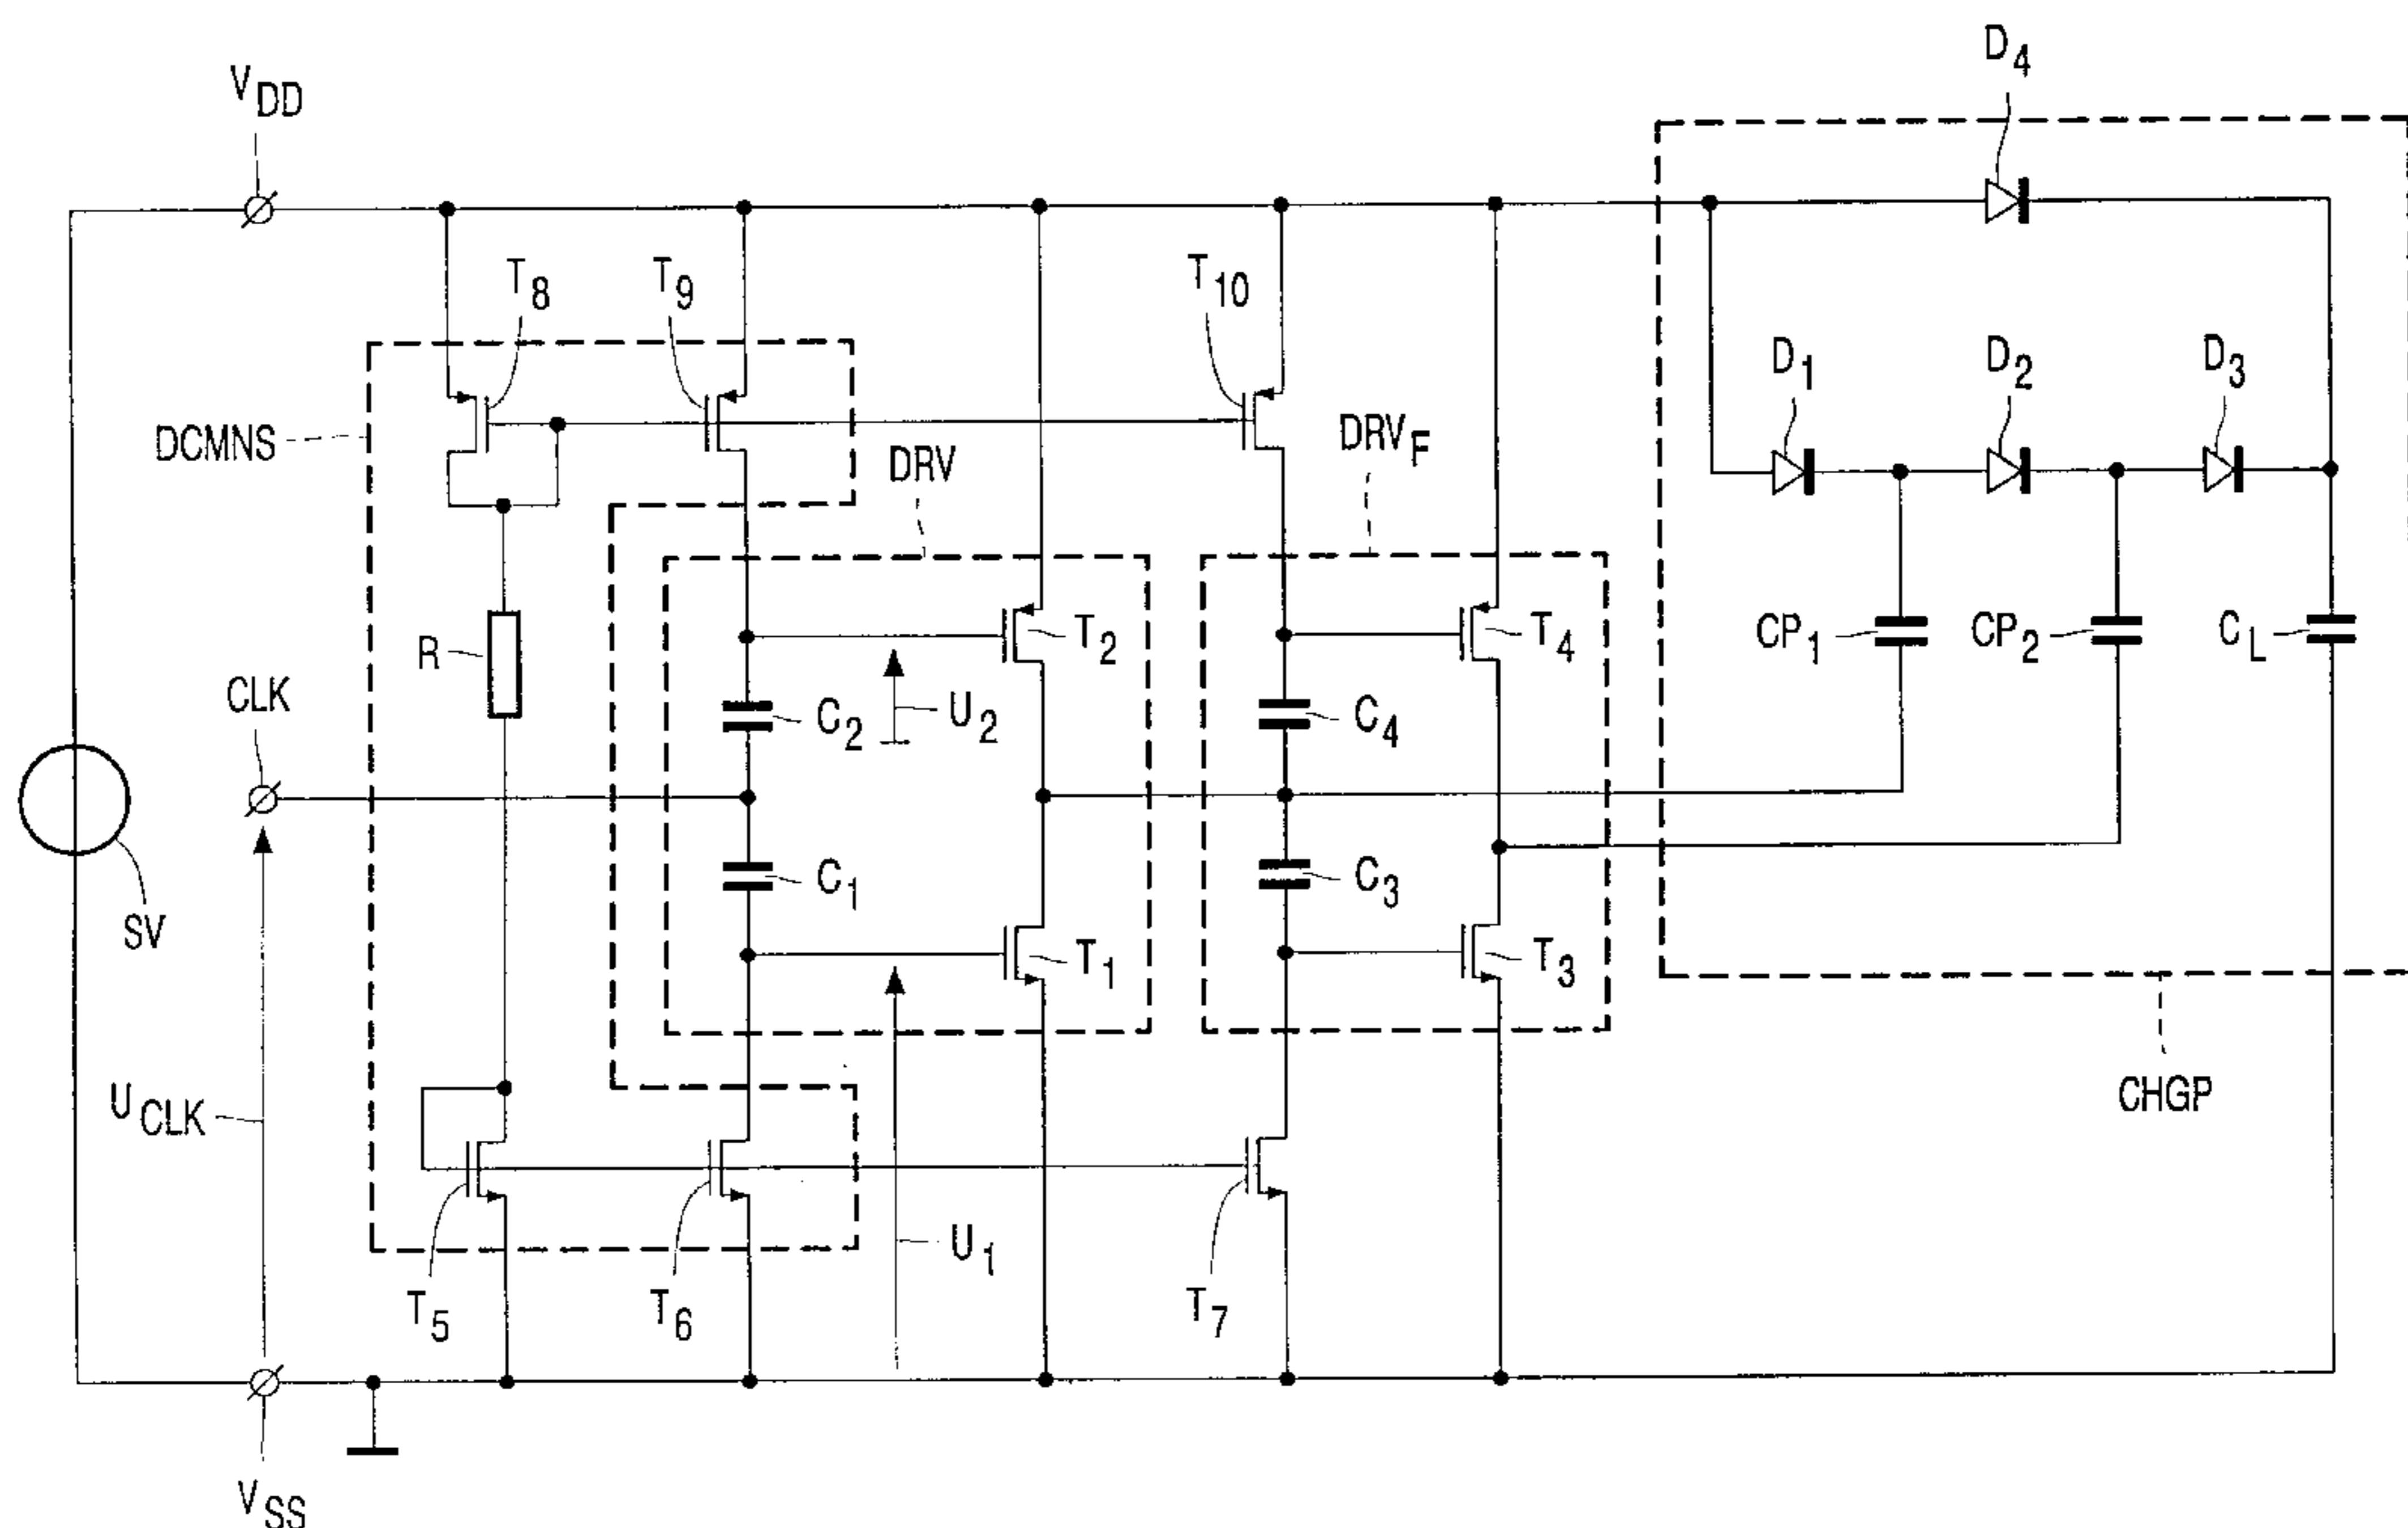 D4
VDD
T8
T9
T10
D1
D2
D3
DCMNS
DRV
DRVF
R
T2
T4
CP1
CP2
CL
CLK
C2
U2
C4
C1
C3
SV
T1
T3
UCLK
CHGP
U1
T5
T6
T7
VSS